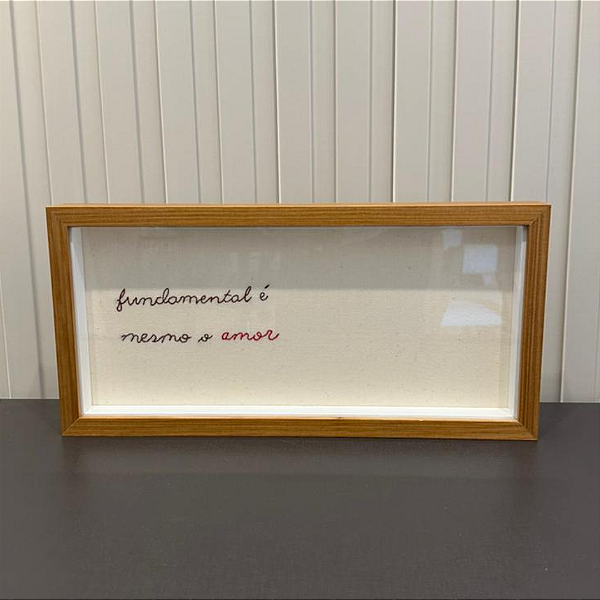 fundamental é
mesmo o amor